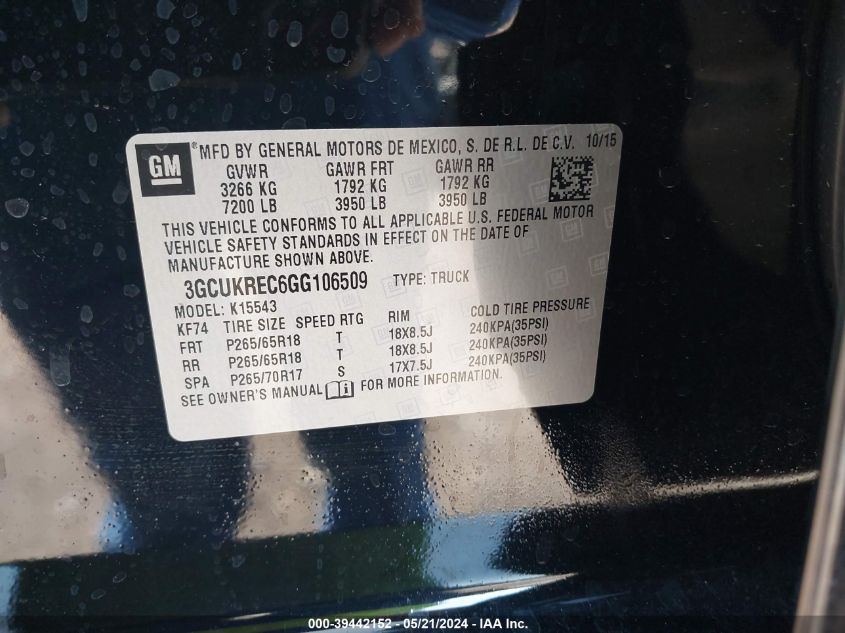 GM ® MFD BY GENERAL MOTORS DE MEXICO, S. DE R.L. DE C.V. 10/15
GVWR GAWR FRT GAWR RR
3266 KG 1792 KG 1792 KG
7200 LB 3950 LB 3950 LB
THIS VEHICLE CONFORMS TO ALL APPLICABLE U.S. FEDERAL MOTOR
VEHICLE SAFETY STANDARDS IN EFFECT ON THE DATE OF
MANUFACTURE SHOWN ABOVE.
3GCUKREC6GG106509 TYPE: TRUCK
MODEL: K15543
KF74 TIRE SIZE SPEED RTG RIM COLD TIRE PRESSURE
FRT P265/65R18 T 18X8.5J 240KPA(35PSI)
RR P265/65R18 T 18X8.5J 240KPA(35PSI)
SPA P265/70R17 S 17X7.5J 240KPA(35PSI)
SEE OWNER'S MANUAL FOR MORE INFORMATION.
000-39442152 - 05/21/2024 - IAA Inc.